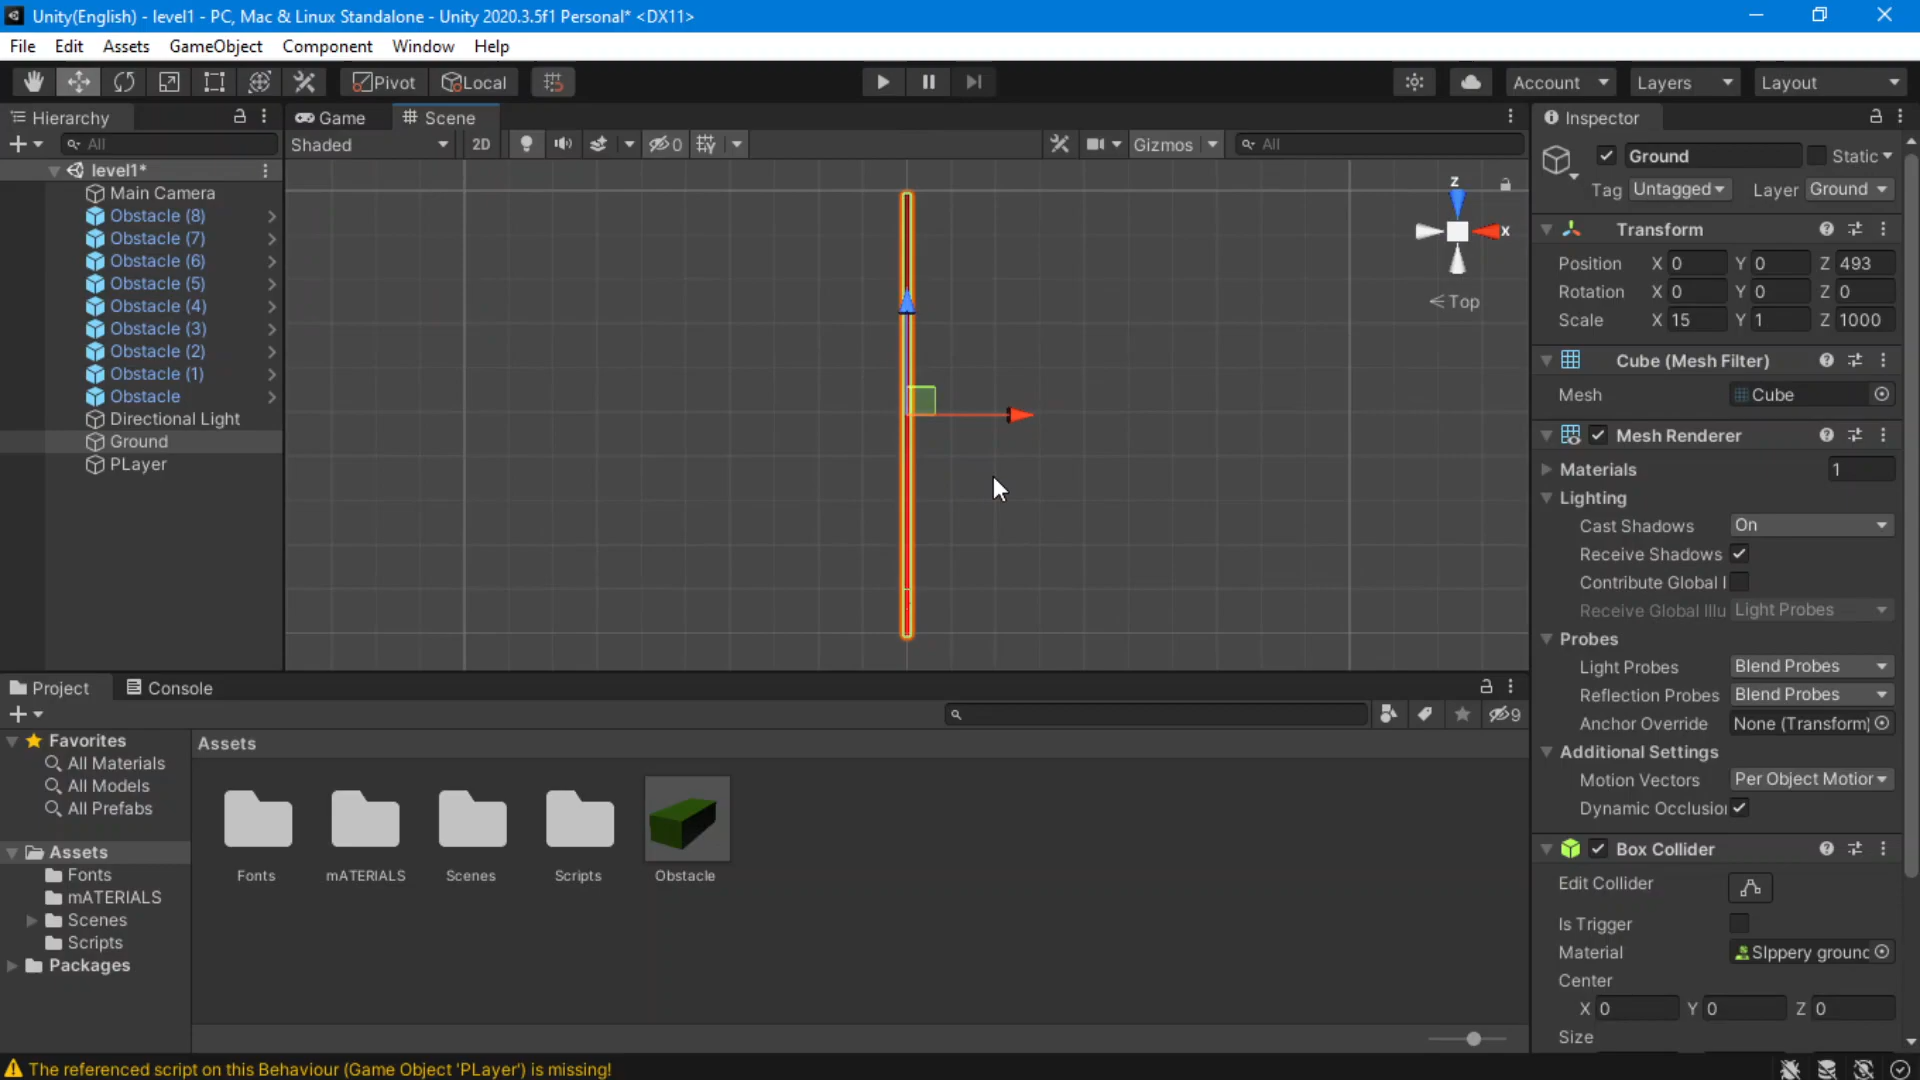 Unity(English) - level1 - PC, Mac & Linux Standalone - Unity 2020.3.5f1 Personal* <DX11>
File Edit Assets GameObject Component Window Help
Pivot Local Account Layers Layout
Hierarchy Game Scene Inspector
All Shaded 2D 0 Gizmos All
level1*
Main Camera
Obstacle (8)
Obstacle (7)
Obstacle (6)
Obstacle (5)
Obstacle (4)
Obstacle (3)
Obstacle (2)
Obstacle (1)
Obstacle
Directional Light
Ground
PLayer
z
x
Top
Ground Static
Tag Untagged Layer Ground
Transform
Position X 0 Y 0 Z 493
Rotation X 0 Y 0 Z 0
Scale X 15 Y 1 Z 1000
Cube (Mesh Filter)
Mesh Cube
Mesh Renderer
Materials 1
Lighting
Cast Shadows On
Receive Shadows
Contribute Global I
Receive Global Illu Light Probes
Probes
Light Probes Blend Probes
Reflection Probes Blend Probes
Anchor Override None (Transform)
Additional Settings
Motion Vectors Per Object Motior
Dynamic Occlusion
Box Collider
Edit Collider
Is Trigger
Material Slppery ground
Center
X 0 Y 0 Z 0
Size
Project Console
9
Favorites
All Materials
All Models
All Prefabs
Assets
Fonts
mATERIALS
Scenes
Scripts
Packages
Assets
Fonts mATERIALS Scenes Scripts Obstacle
The referenced script on this Behaviour (Game Object 'PLayer') is missing!